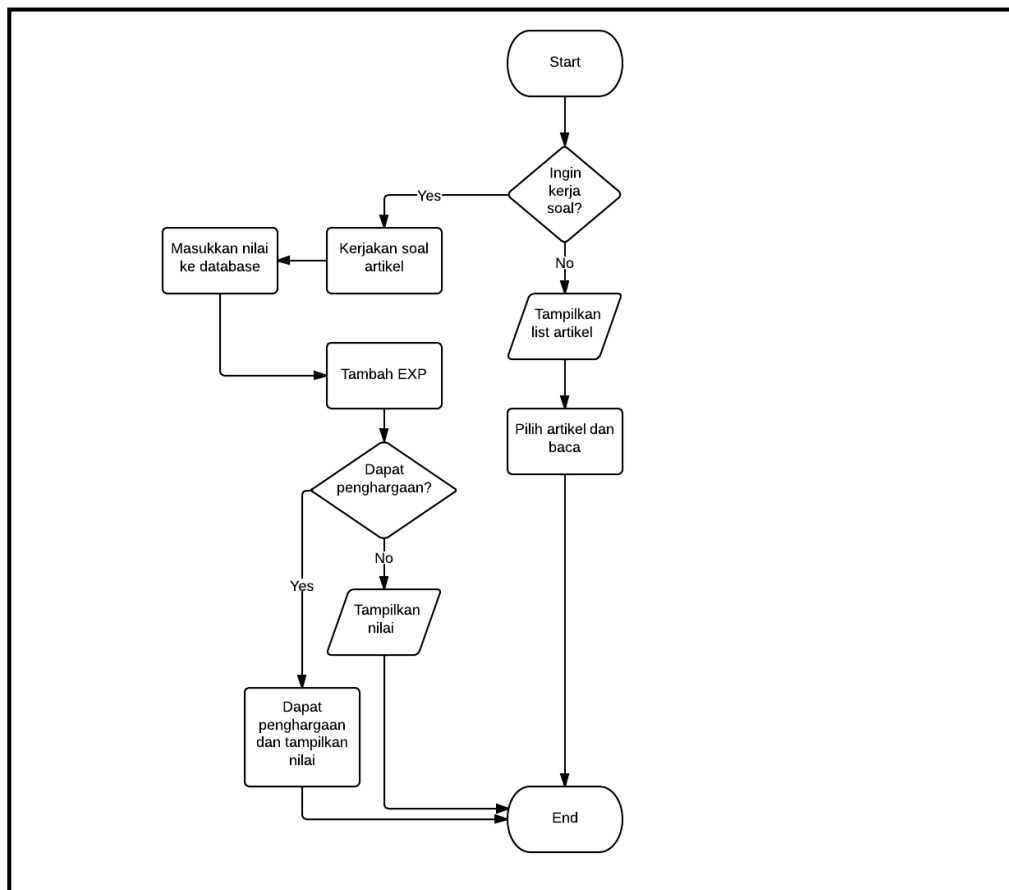 Start
Ingin
kerja
soal?
Yes
Masukkan nilai
ke database
Kerjakan soal
artikel
No
Tampilkan
list artikel
Tambah EXP
Pilih artikel dan
baca
Dapat
penghargaan?
No
Yes
Tampilkan
nilai
Dapat
penghargaan
dan tampilkan
nilai
End